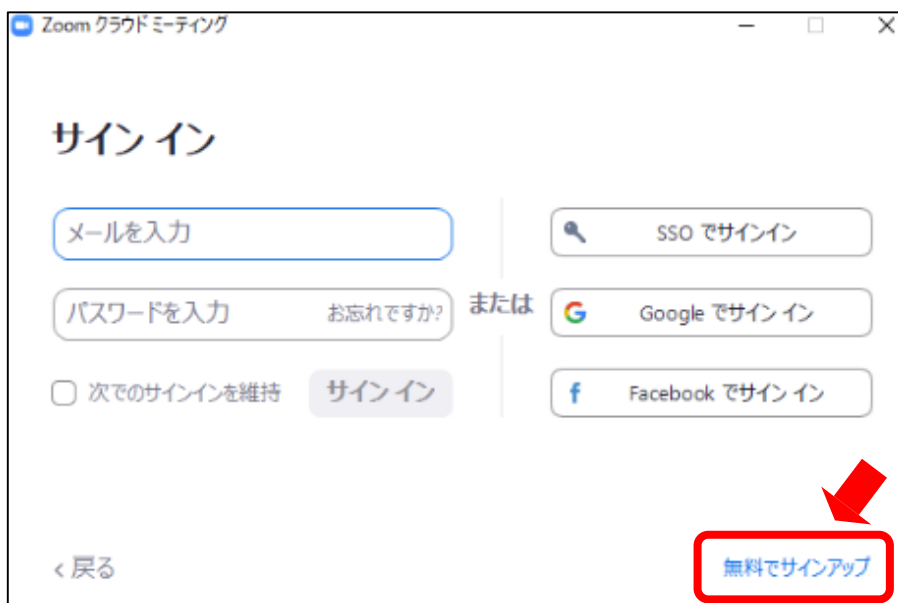 Zoom クラウド ミーティング
サイン イン
メールを入力
パスワードを入力 お忘れですか?
次でのサインインを維持 サイン イン
または
SSO でサインイン
Google でサイン イン
Facebook でサイン イン
< 戻る
無料でサインアップ